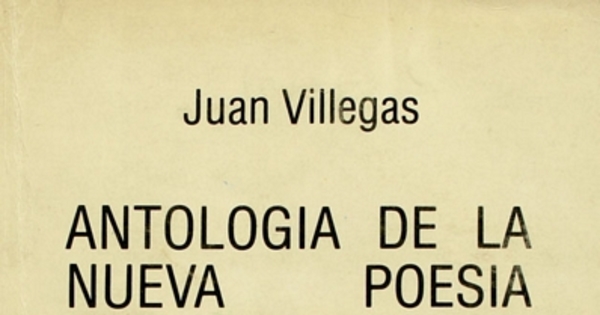 Juan Villegas
ANTOLOGIA DE LA
NUEVA POESIA